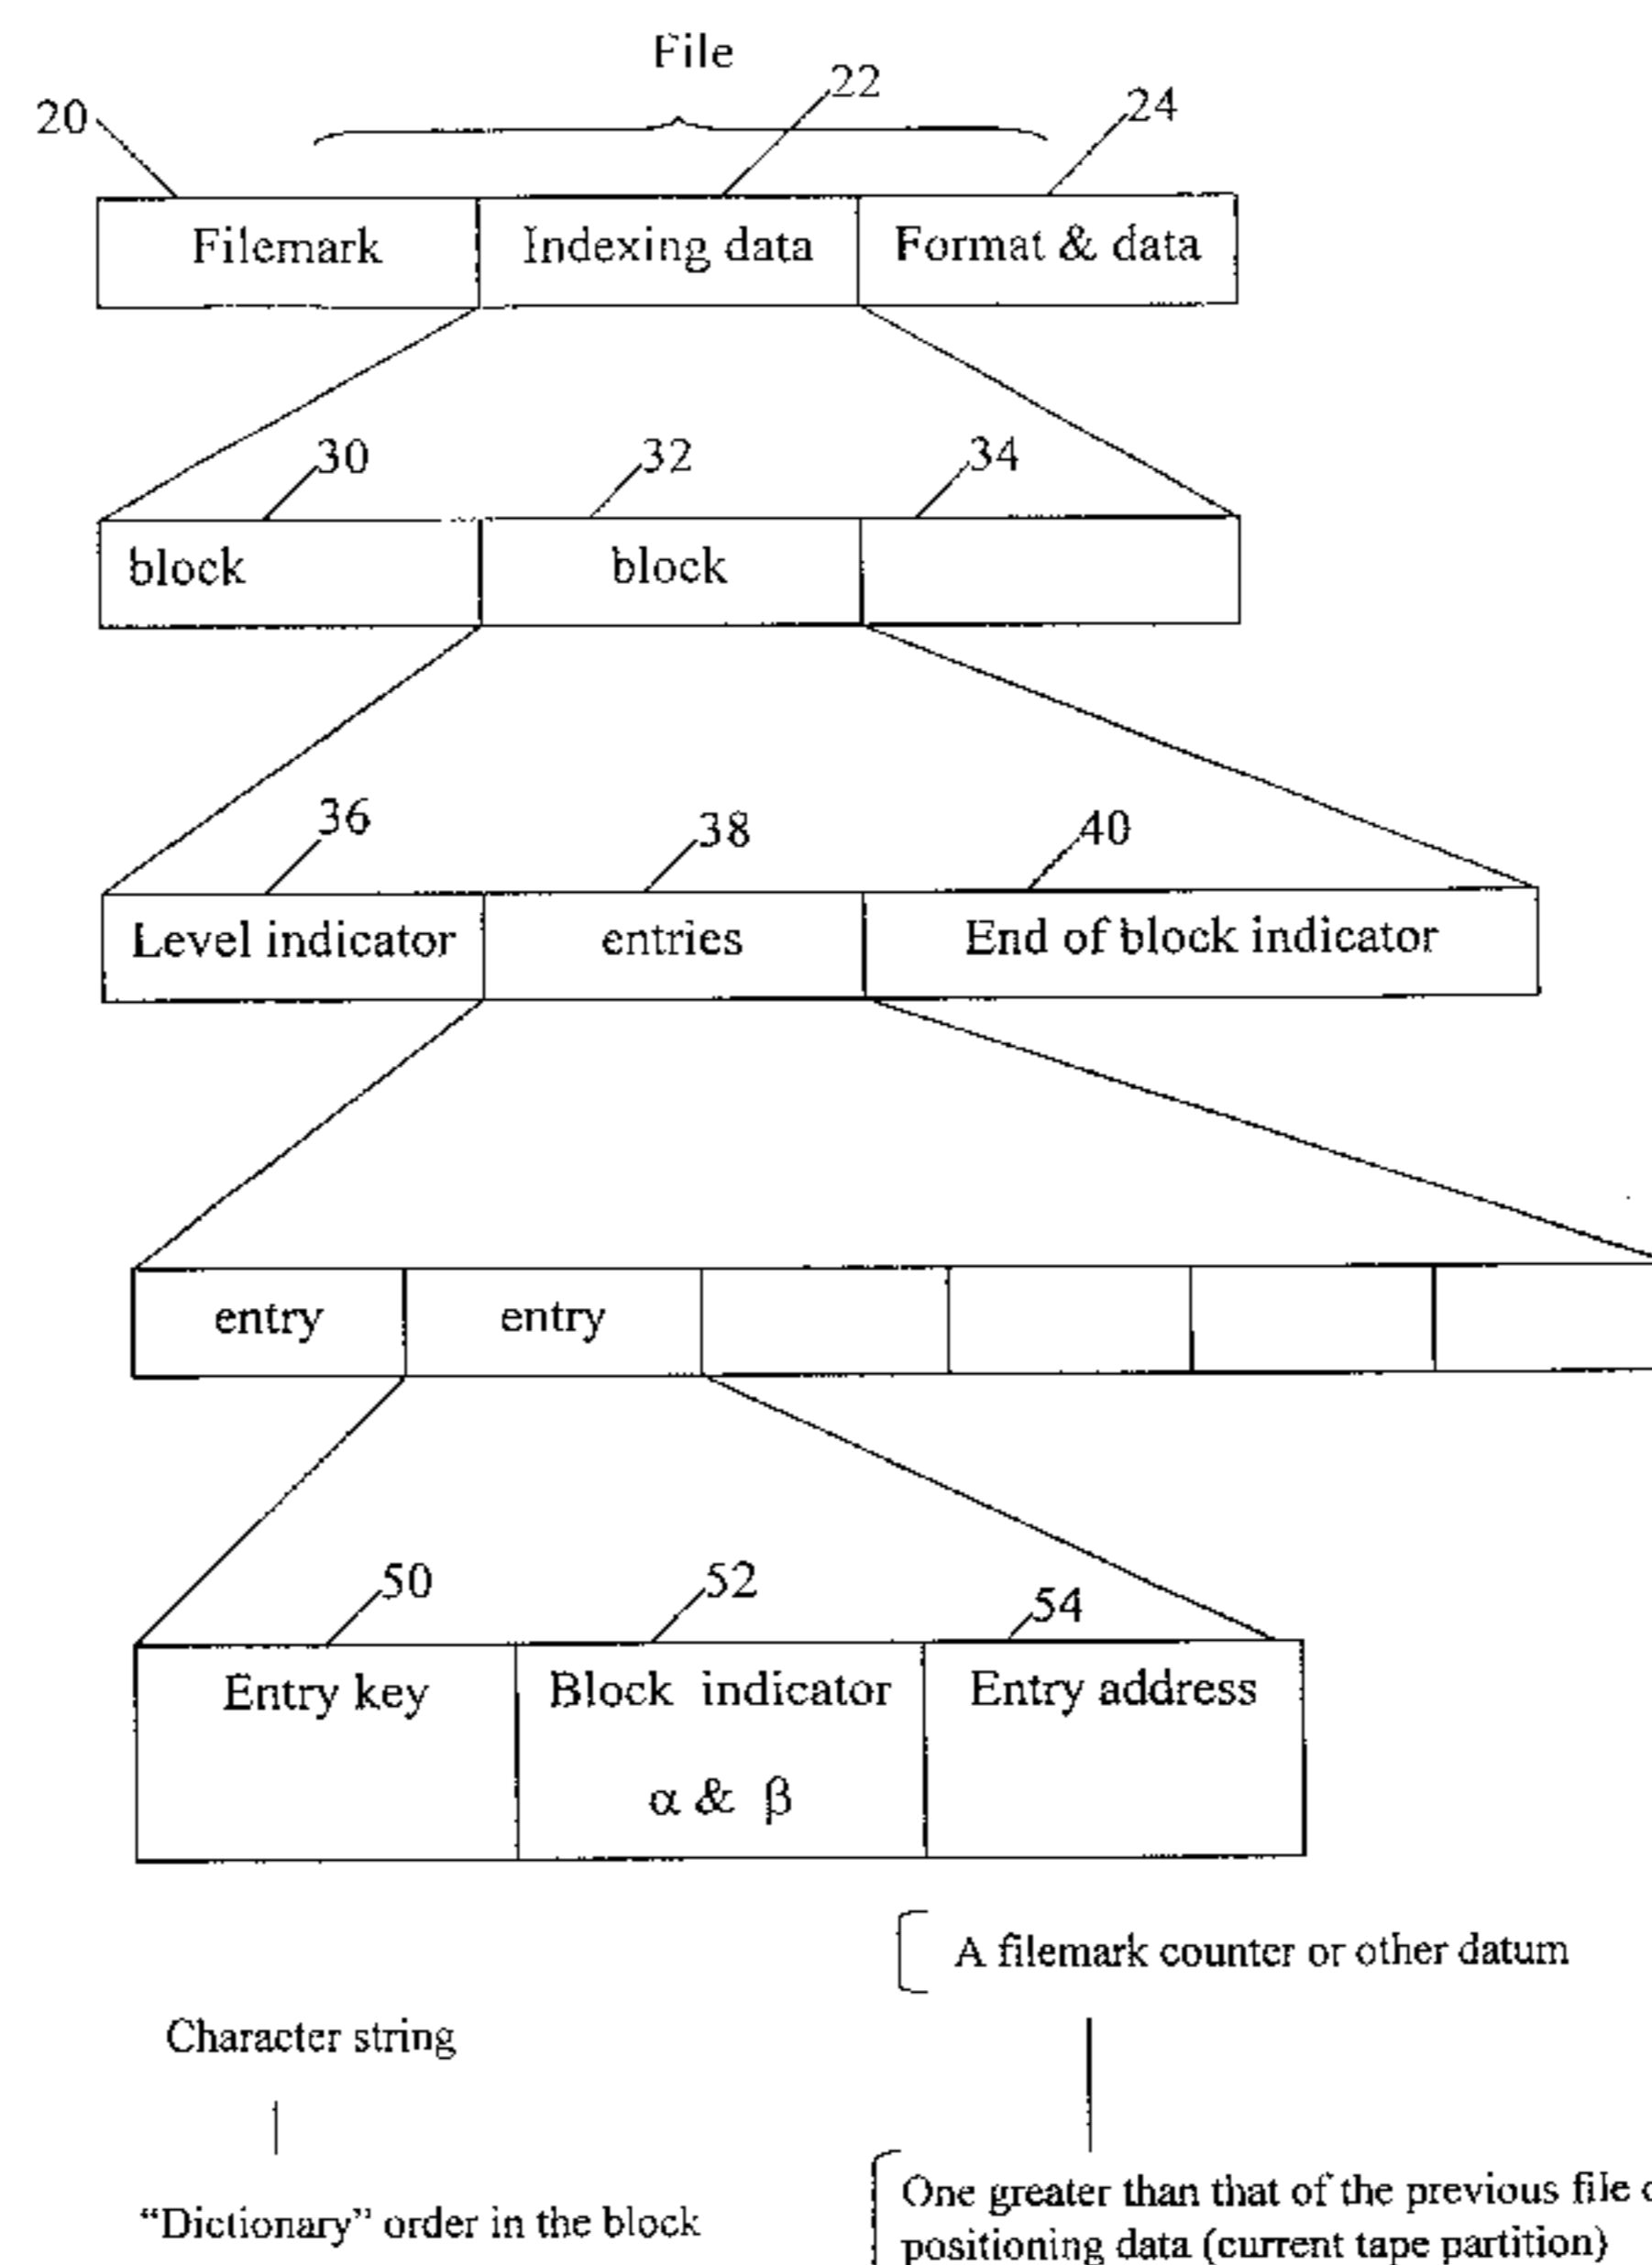 File
20
22
24
Filemark
Indexing data
Format & data
30
32
34
block
block
36
38
40
Level indicator
entries
End of block indicator
entry
entry
50
52
54
Entry key
Block indicator
Entry address
α & β
A filemark counter or other datum
Character string
"Dictionary" order in the block
One greater than that of the previous file
positioning data (current tape partition)